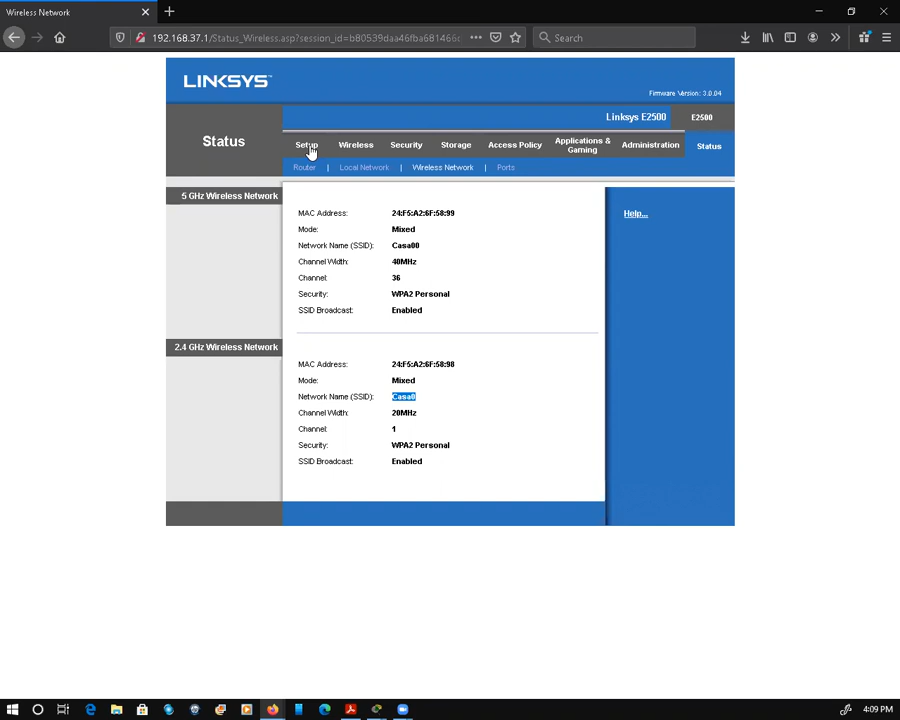 Wireless Network
192.168.37.1/Status_Wireless.asp?session_id=b80539daa46fba681466c
Search
LINKSYS™
Firmware Version: 3.0.04
Linksys E2500
E2500
Status
Setup
Wireless
Security
Storage
Access Policy
Applications &
Gaming
Administration
Status
Router | Local Network | Wireless Network | Ports
5 GHz Wireless Network
MAC Address: 24:F5:A2:6F:58:99
Mode: Mixed
Network Name (SSID): Casa00
Channel Width: 40MHz
Channel: 36
Security: WPA2 Personal
SSID Broadcast: Enabled
Help...
2.4 GHz Wireless Network
MAC Address: 24:F5:A2:6F:58:98
Mode: Mixed
Network Name (SSID): Casa0
Channel Width: 20MHz
Channel: 1
Security: WPA2 Personal
SSID Broadcast: Enabled
4:09 PM